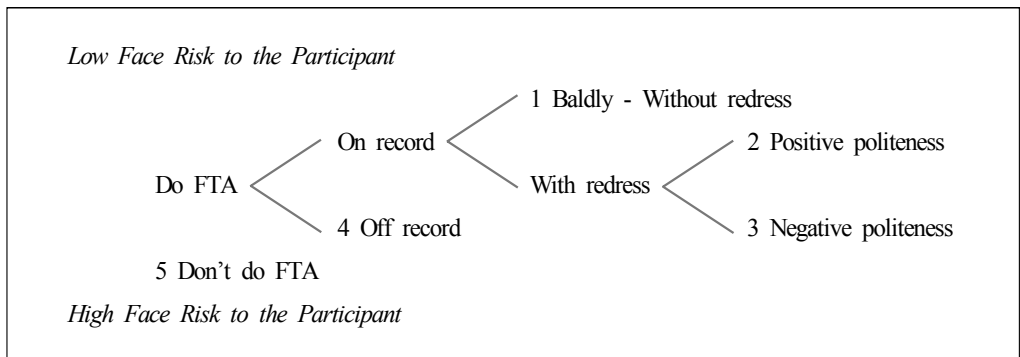 Low Face Risk to the Participant
1 Baldly - Without redress
On record
2 Positive politeness
Do FTA
With redress
4 Off record
3 Negative politeness
5 Don't do FTA
High Face Risk to the Participant